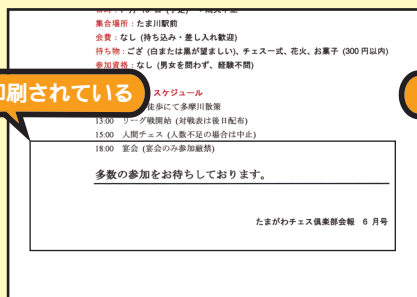 集合場所：たま川駅前
会費：なし (持ち込み・差し入れ歓迎)
持ち物：ござ (白または黒が望ましい)、チェス一式、花火、お菓子 (300 円以内)
参加資格：なし (男女を問わず、経験不問)
刷されている
スケジュール
徒歩にて多摩川散策
13:00 リーグ戦開始 (対戦表は後日配布)
15:00 人間チェス (人数不足の場合は中止)
18:00 宴会 (宴会のみ参加厳禁)
多数の参加をお待ちしております。
たまがわチェス倶楽部会報 6 月号